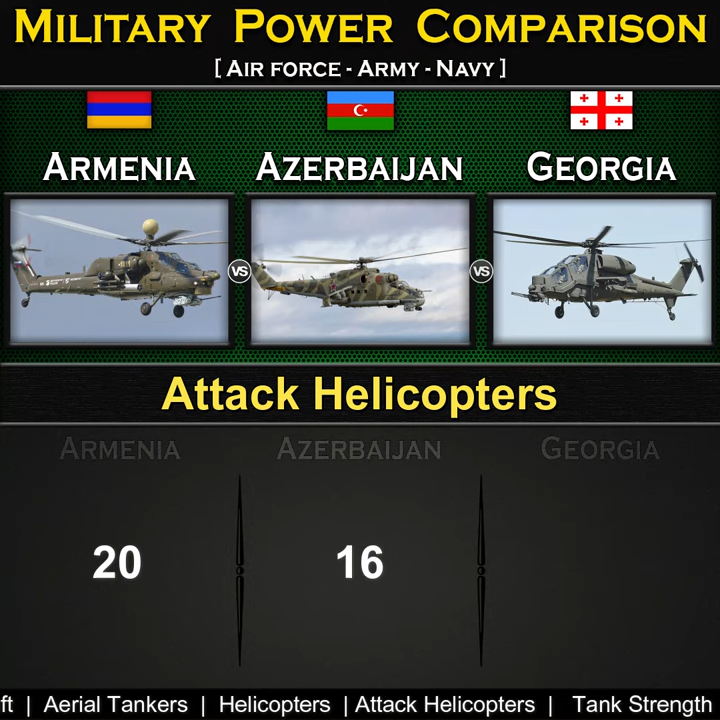 MILITARY POWER COMPARISON
[ AIR FORCE - ARMY - NAVY ]
ARMENIA AZERBAIJAN GEORGIA
VS VS
Attack Helicopters
ARMENIA AZERBAIJAN GEORGIA
20 16
ft | Aerial Tankers | Helicopters | Attack Helicopters | Tank Strength